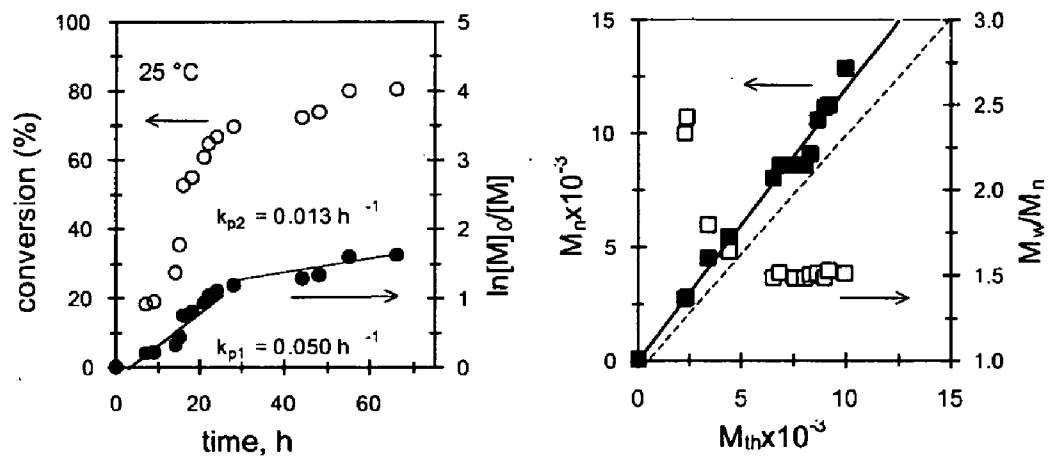 100
80
60
40
20
0
conversion (%)
25 °C
k p2 = 0.013 h -1
k p1 = 0.050 h -1
5
4
3
2
1
0
ln[M]0/[M]
0 20 40 60
time, h
15
10
5
0
Mnx10-3
3.0
2.5
2.0
1.5
1.0
Mw/Mn
0 5 10 15
Mthx10-3